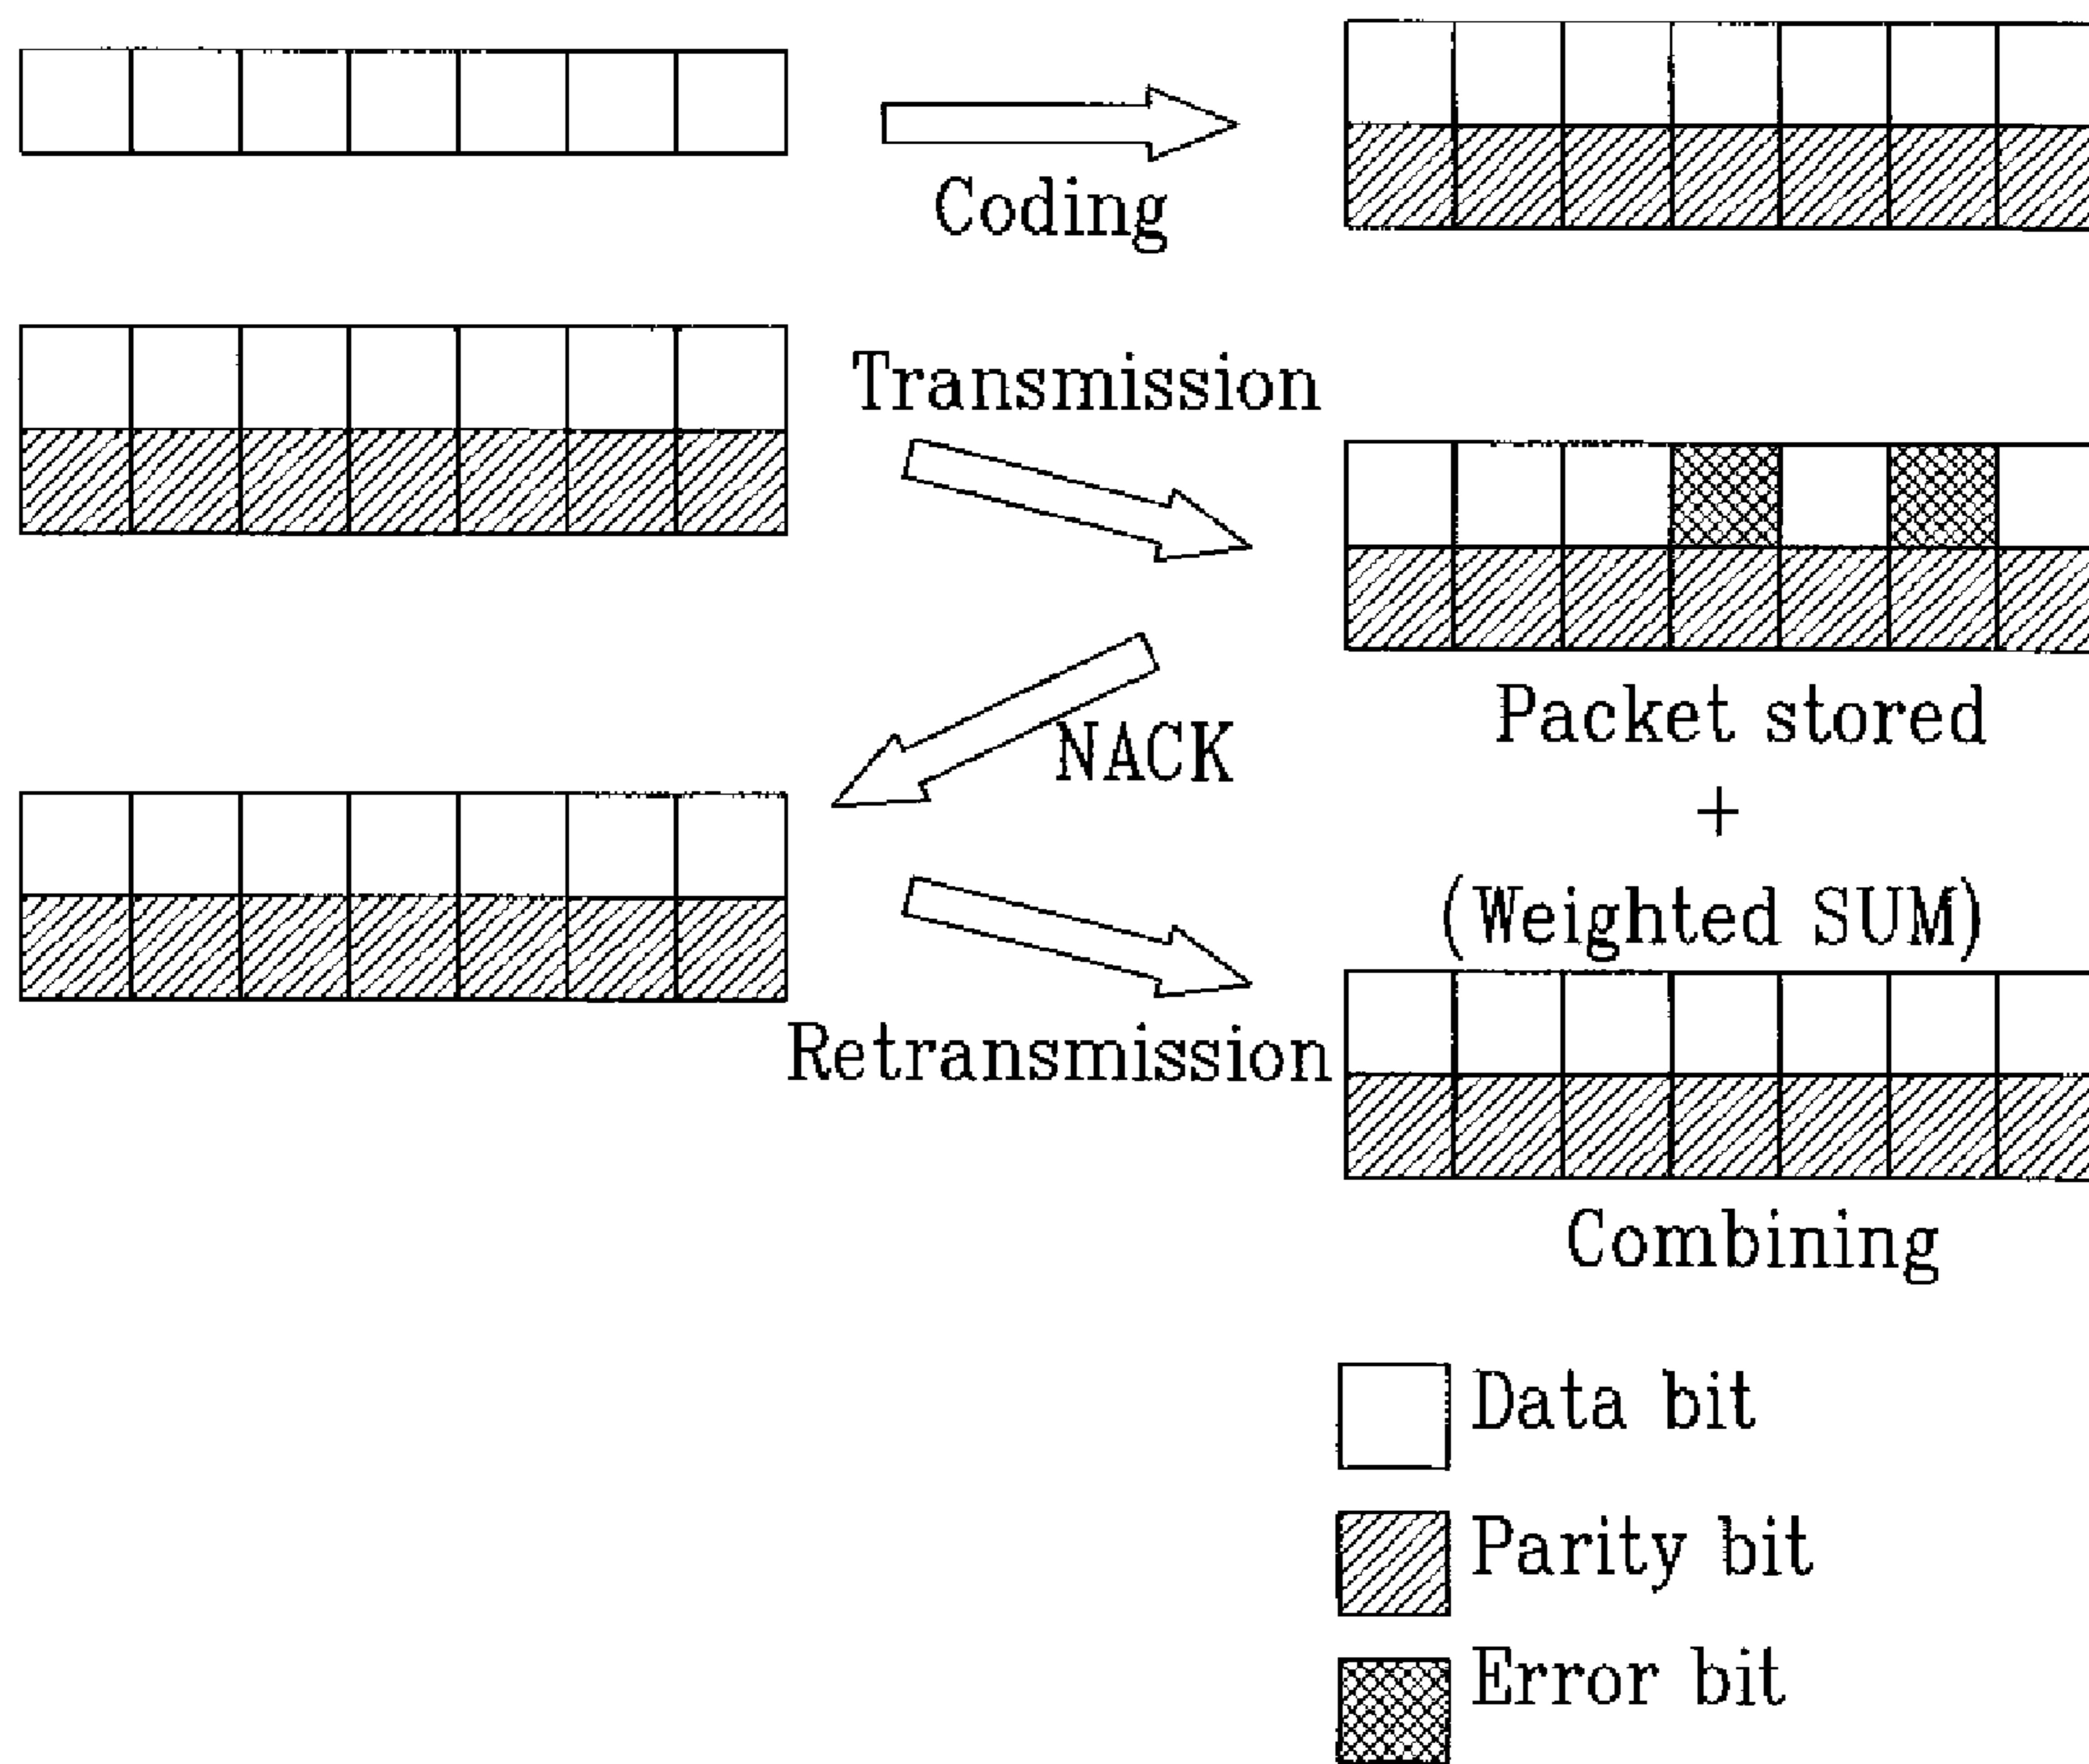 Coding
Transmission
NACK
Packet stored
+
(Weighted SUM)
Retransmission
Combining
Data bit
Parity bit
Error bit